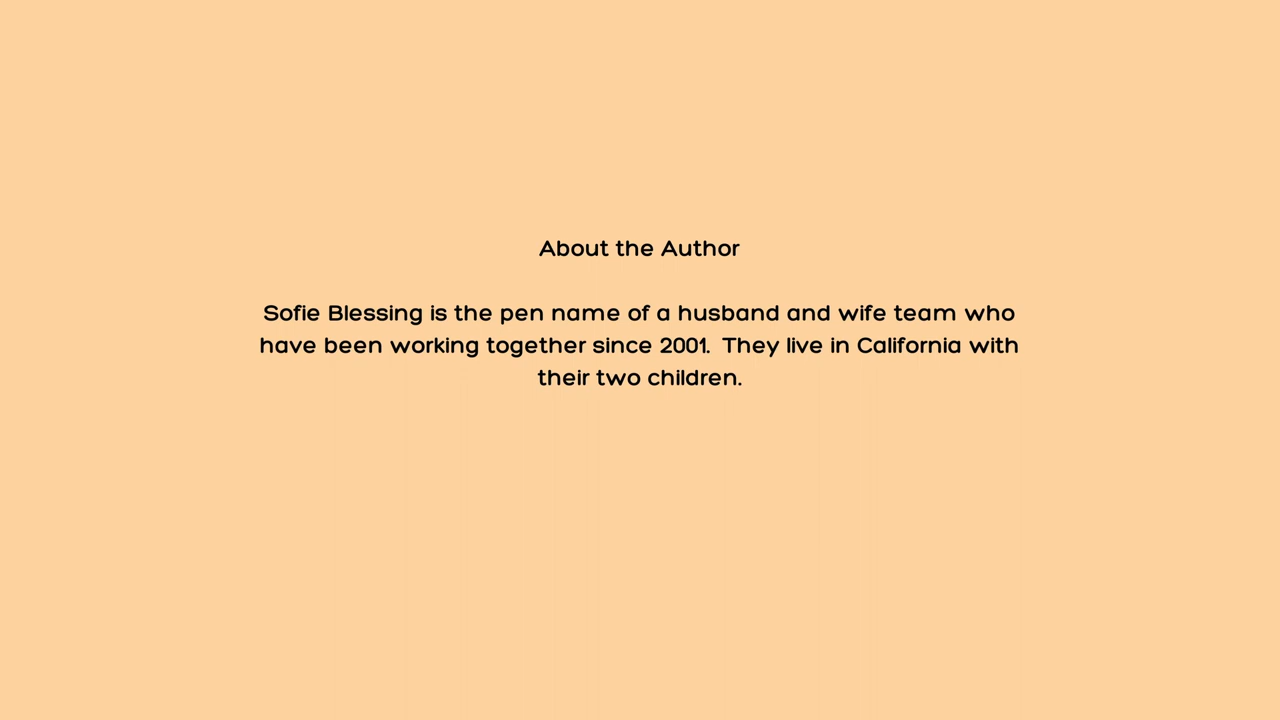 About the Author
Sofie Blessing is the pen name of a husband and wife team who
have been working together since 2001.  They live in California with
their two children.